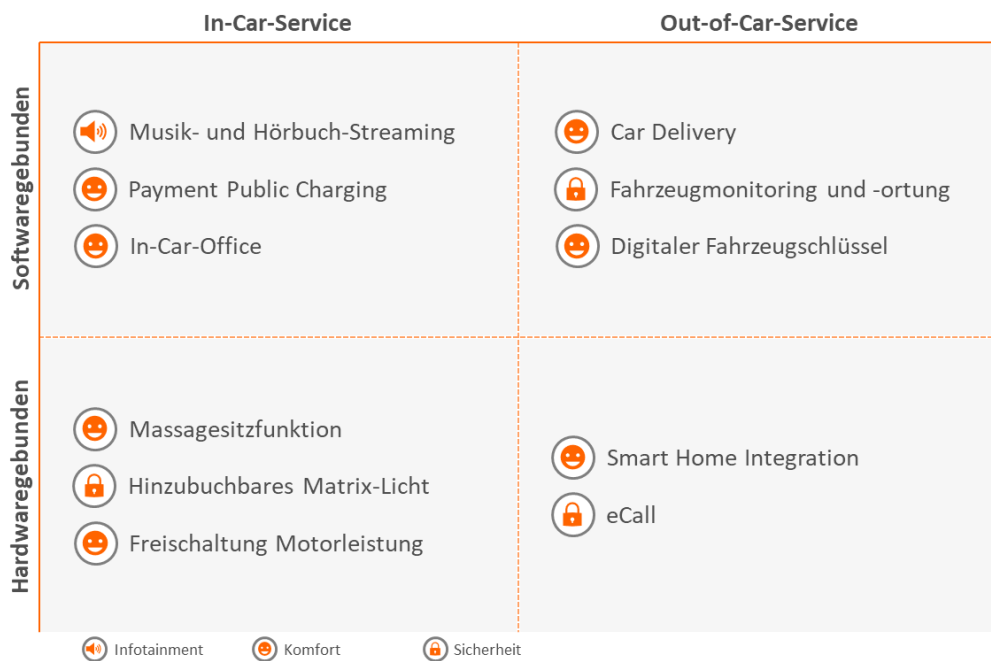 In-Car-Service
Out-of-Car-Service
Softwaregebunden
Musik- und Hörbuch-Streaming
Payment Public Charging
In-Car-Office
Car Delivery
Fahrzeugmonitoring und -ortung
Digitaler Fahrzeugschlüssel
Hardwaregebunden
Massagesitzfunktion
Hinzubuchbares Matrix-Licht
Freischaltung Motorleistung
Smart Home Integration
eCall
Infotainment
Komfort
Sicherheit